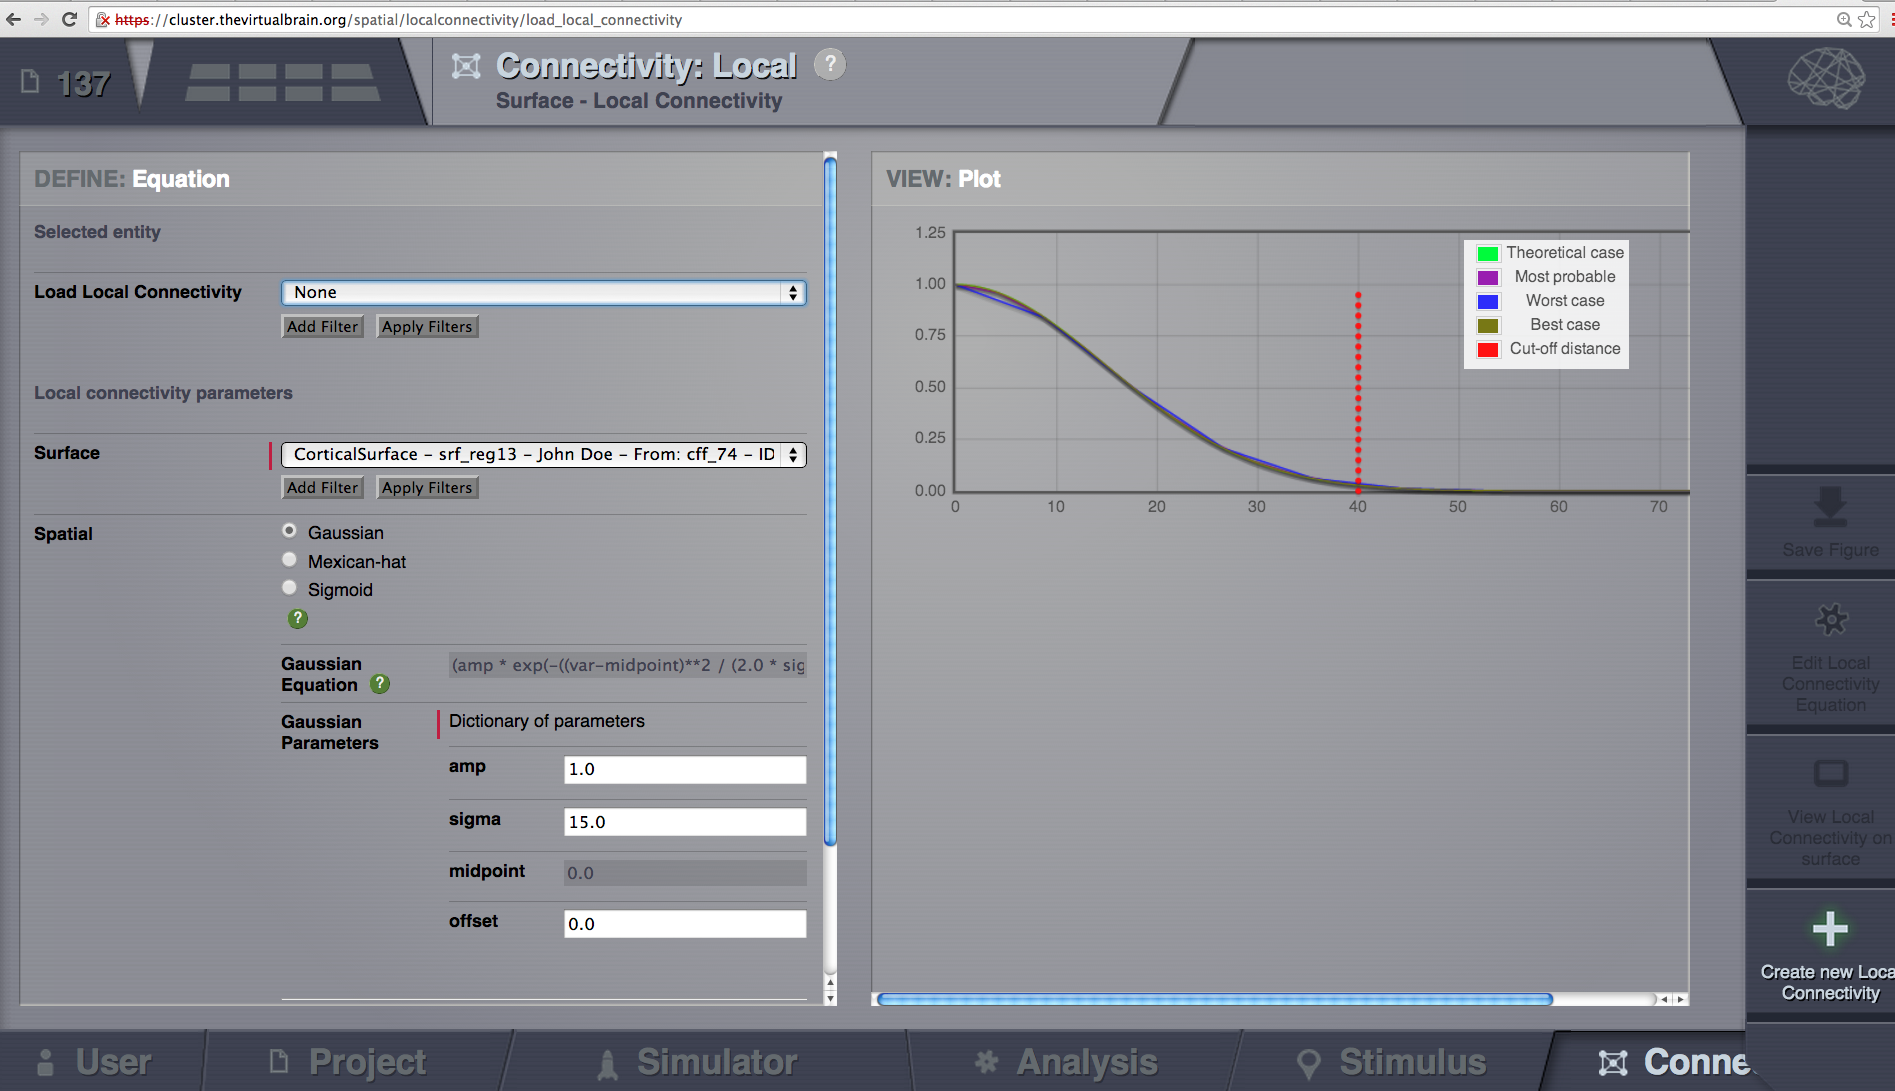 https://cluster.thevirtualbrain.org/spatial/localconnectivity/load_local_connectivity
137
Connectivity: Local ?
Surface - Local Connectivity
DEFINE: Equation
Selected entity
Load Local Connectivity
None
Add Filter
Apply Filters
Local connectivity parameters
Surface
CorticalSurface - srf_reg13 - John Doe - From: cff_74 - ID
Add Filter
Apply Filters
Spatial
Gaussian
Mexican-hat
Sigmoid
?
Gaussian
Equation ?
(amp * exp(-((var-midpoint)**2 / (2.0 * sig
Gaussian
Parameters
Dictionary of parameters
amp
1.0
sigma
15.0
midpoint
0.0
offset
0.0
VIEW: Plot
1.25
1.00
0.75
0.50
0.25
0.00
0 10 20 30 40 50 60 70
Theoretical case
Most probable
Worst case
Best case
Cut-off distance
Save Figure
Edit Local
Connectivity
Equation
View Local
Connectivity on
surface
Create new Loca
Connectivity
User
Project
Simulator
Analysis
Stimulus
Conne